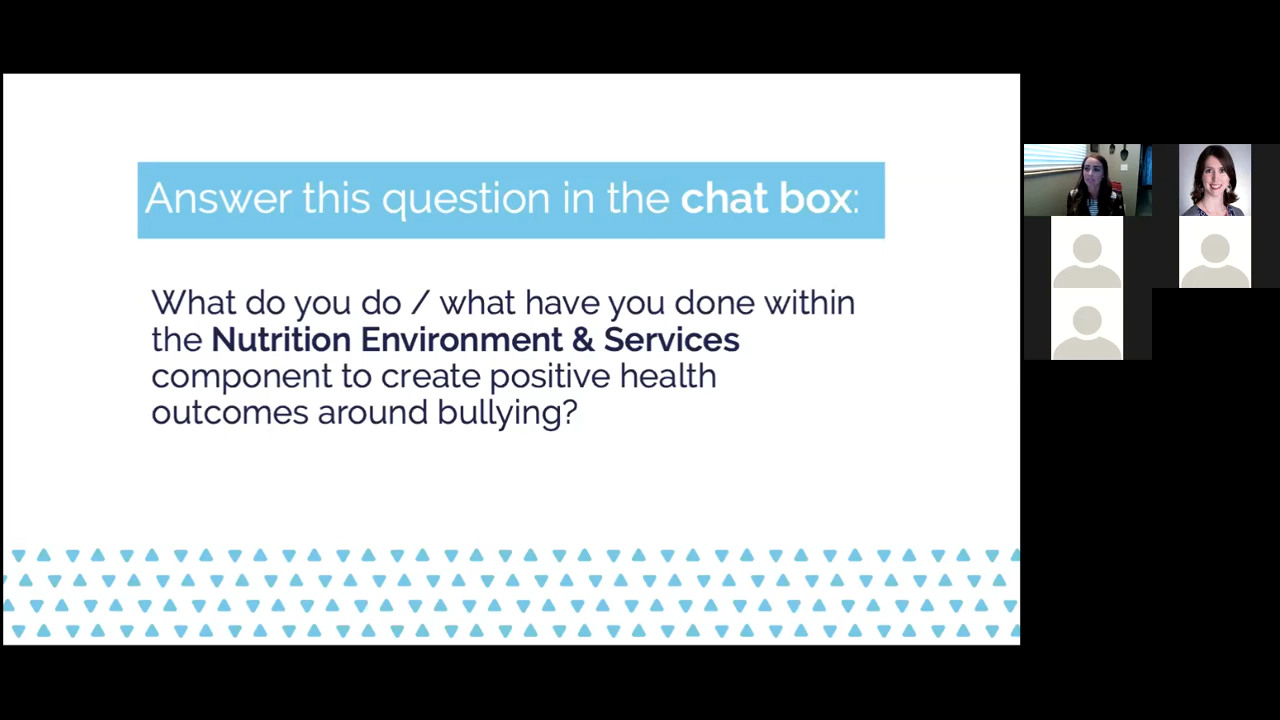 Answer this question in the chat box:
What do you do / what have you done within
the Nutrition Environment & Services
component to create positive health
outcomes around bullying?